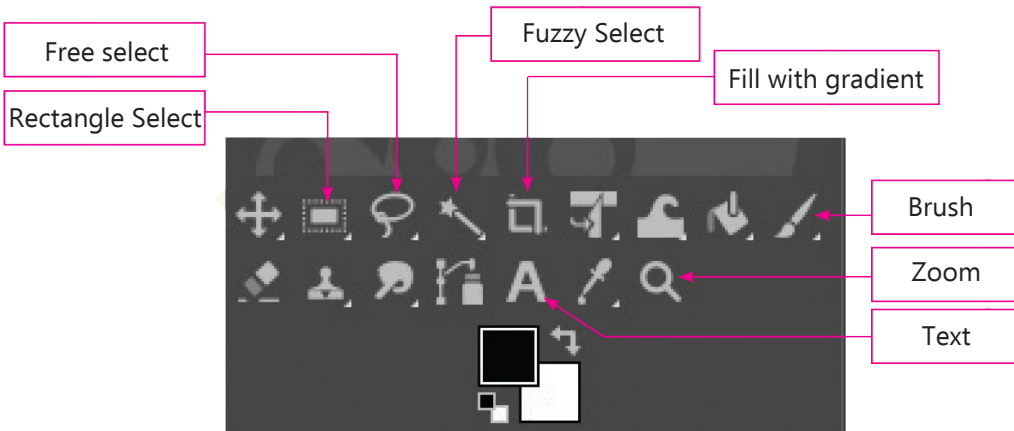 Fuzzy Select
Free select
Fill with gradient
Rectangle Select
Brush
Zoom
Text